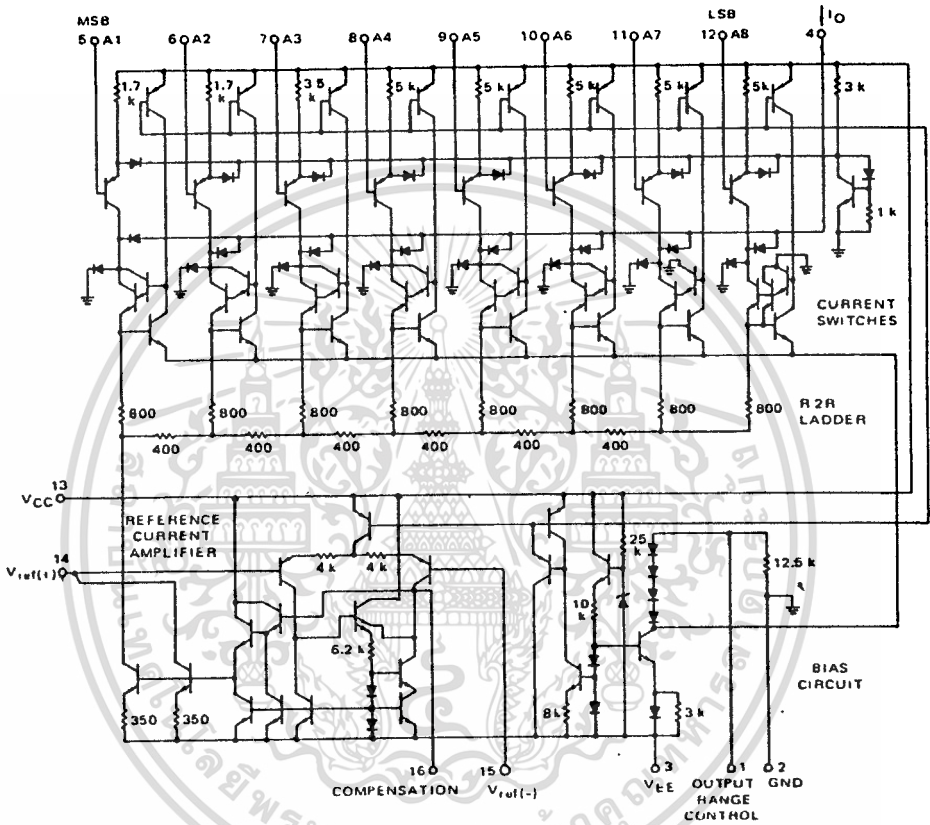 MSB
LSB
IO
5 A1
6 A2
7 A3
8 A4
9 A5
10 A6
11 A7
12 A8
4
1.7 k
1.7 k
3.5 k
5 k
5 k
5 k
5 k
5 k
3 k
1 k
CURRENT
SWITCHES
800
800
800
800
800
800
800
800
R 2R
LADDER
400
400
400
400
400
400
400
13
VCC
REFERENCE
CURRENT
AMPLIFIER
14
Vref(+)
4 k
4 k
25 k
12.5 k
10 k
6.2 k
BIAS
CIRCUIT
350
350
8 k
3 k
16
15
3
1
2
COMPENSATION
Vref(-)
VEE
OUTPUT
RANGE
CONTROL
GND